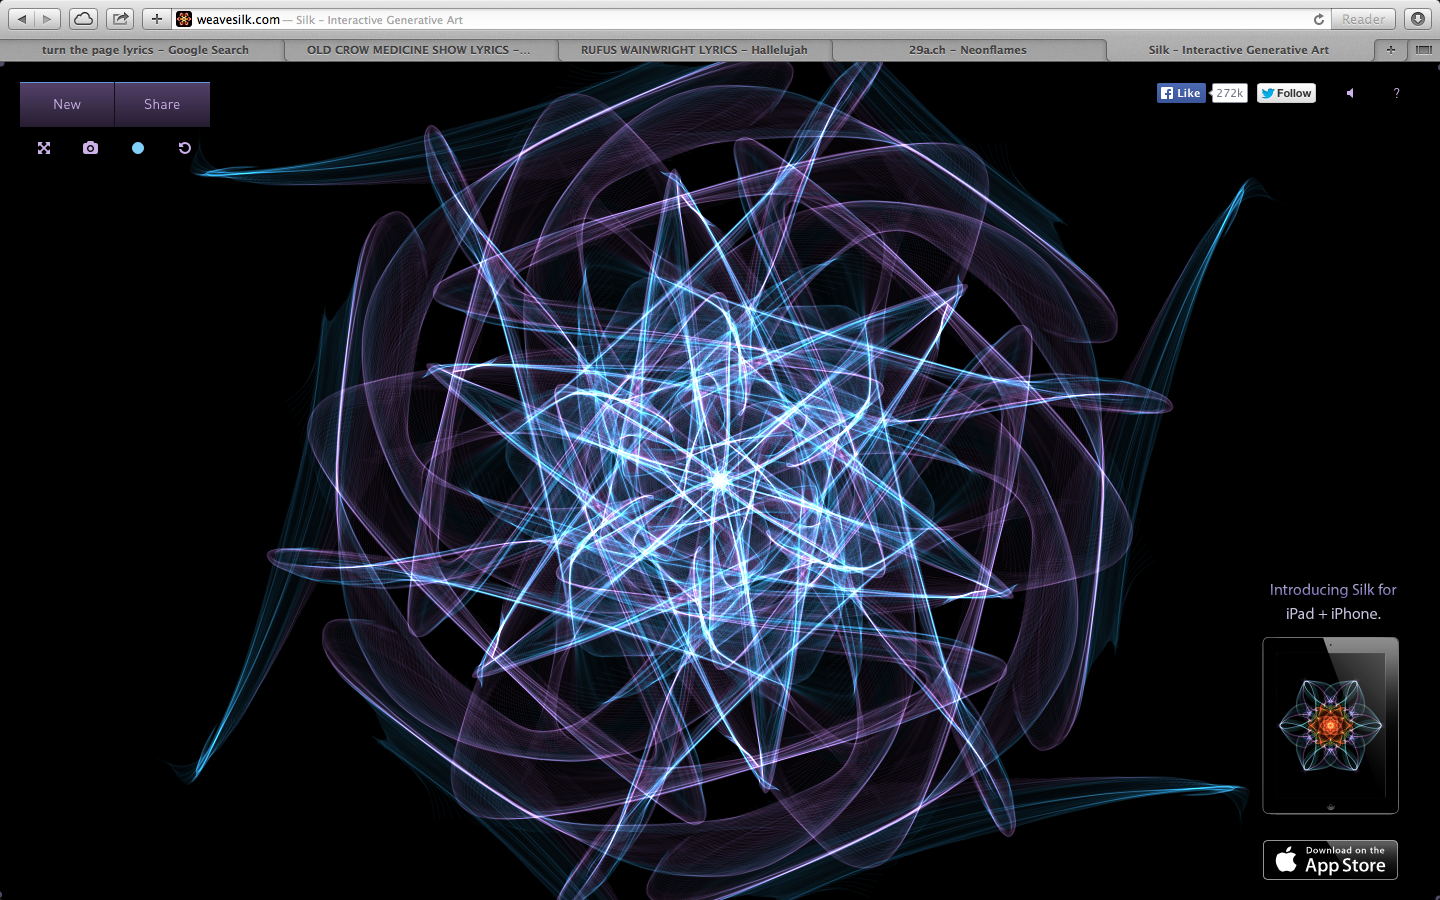 weavesilk.com — Silk – Interactive Generative Art
Reader
turn the page lyrics – Google Search
OLD CROW MEDICINE SHOW LYRICS –...
RUFUS WAINWRIGHT LYRICS – Hallelujah
29a.ch – Neonflames
Silk – Interactive Generative Art
New
Share
Like
272k
Follow
?
Introducing Silk for
iPad + iPhone.
Download on the
App Store